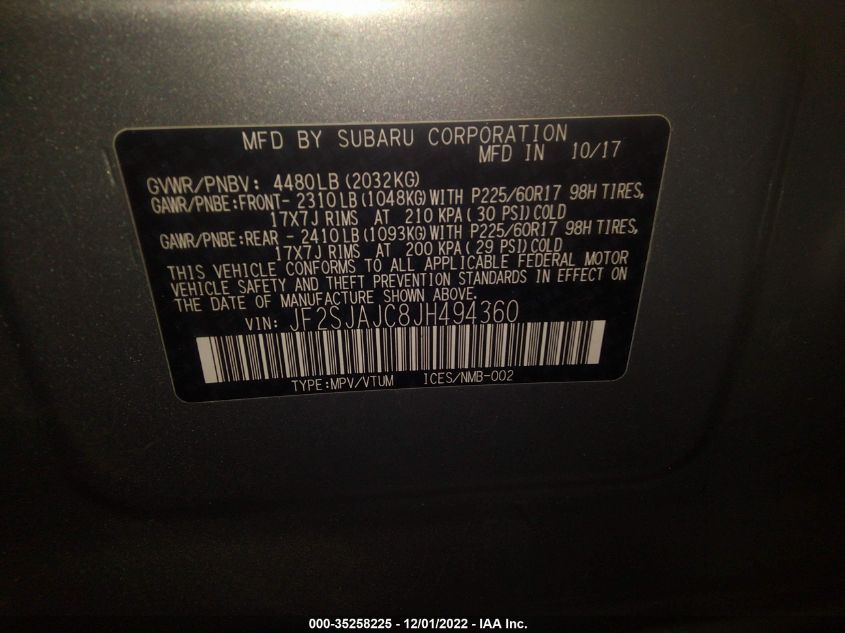 MFD BY SUBARU CORPORATION
MFD IN 10/17
GVWR/PNBV: 4480LB (2032KG)
GAWR/PNBE:FRONT- 2310 LB (1048KG) WITH P225/60R17 98H TIRES,
17X7J RIMS AT 210 KPA ( 30 PSI) COLD
GAWR/PNBE:REAR - 2410 LB (1093KG) WITH P225/60R17 98H TIRES,
17X7J RIMS AT 200 KPA ( 29 PSI) COLD
THIS VEHICLE CONFORMS TO ALL APPLICABLE FEDERAL MOTOR
VEHICLE SAFETY AND THEFT PREVENTION STANDARDS IN EFFECT ON
THE DATE OF MANUFACTURE SHOWN ABOVE.
VIN: JF2SJAJC8JH494360
TYPE:MPV/VTUM ICES/NMB-002
000-35258225 - 12/01/2022 - IAA Inc.